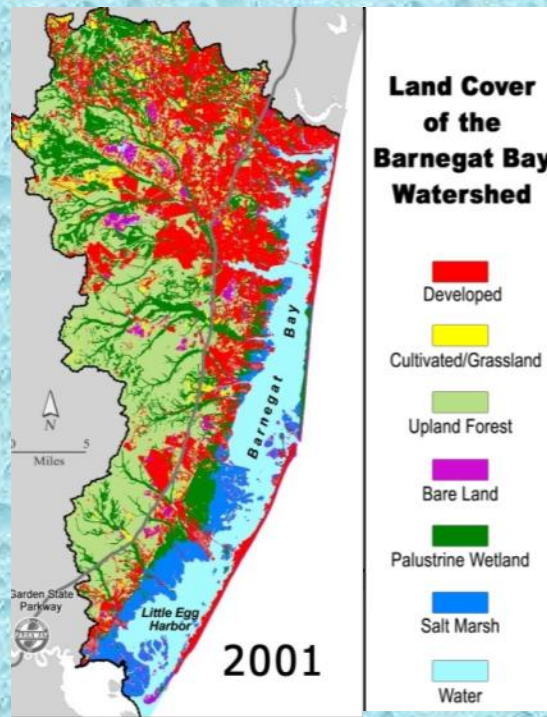 Land Cover
of the
Barnegat Bay
Watershed
Developed
Cultivated/Grassland
Upland Forest
Bare Land
Palustrine Wetland
Salt Marsh
Water
Barnegat Bay
N
0 5
Miles
Garden State
Parkway
PARKWAY
Little Egg
Harbor
2001